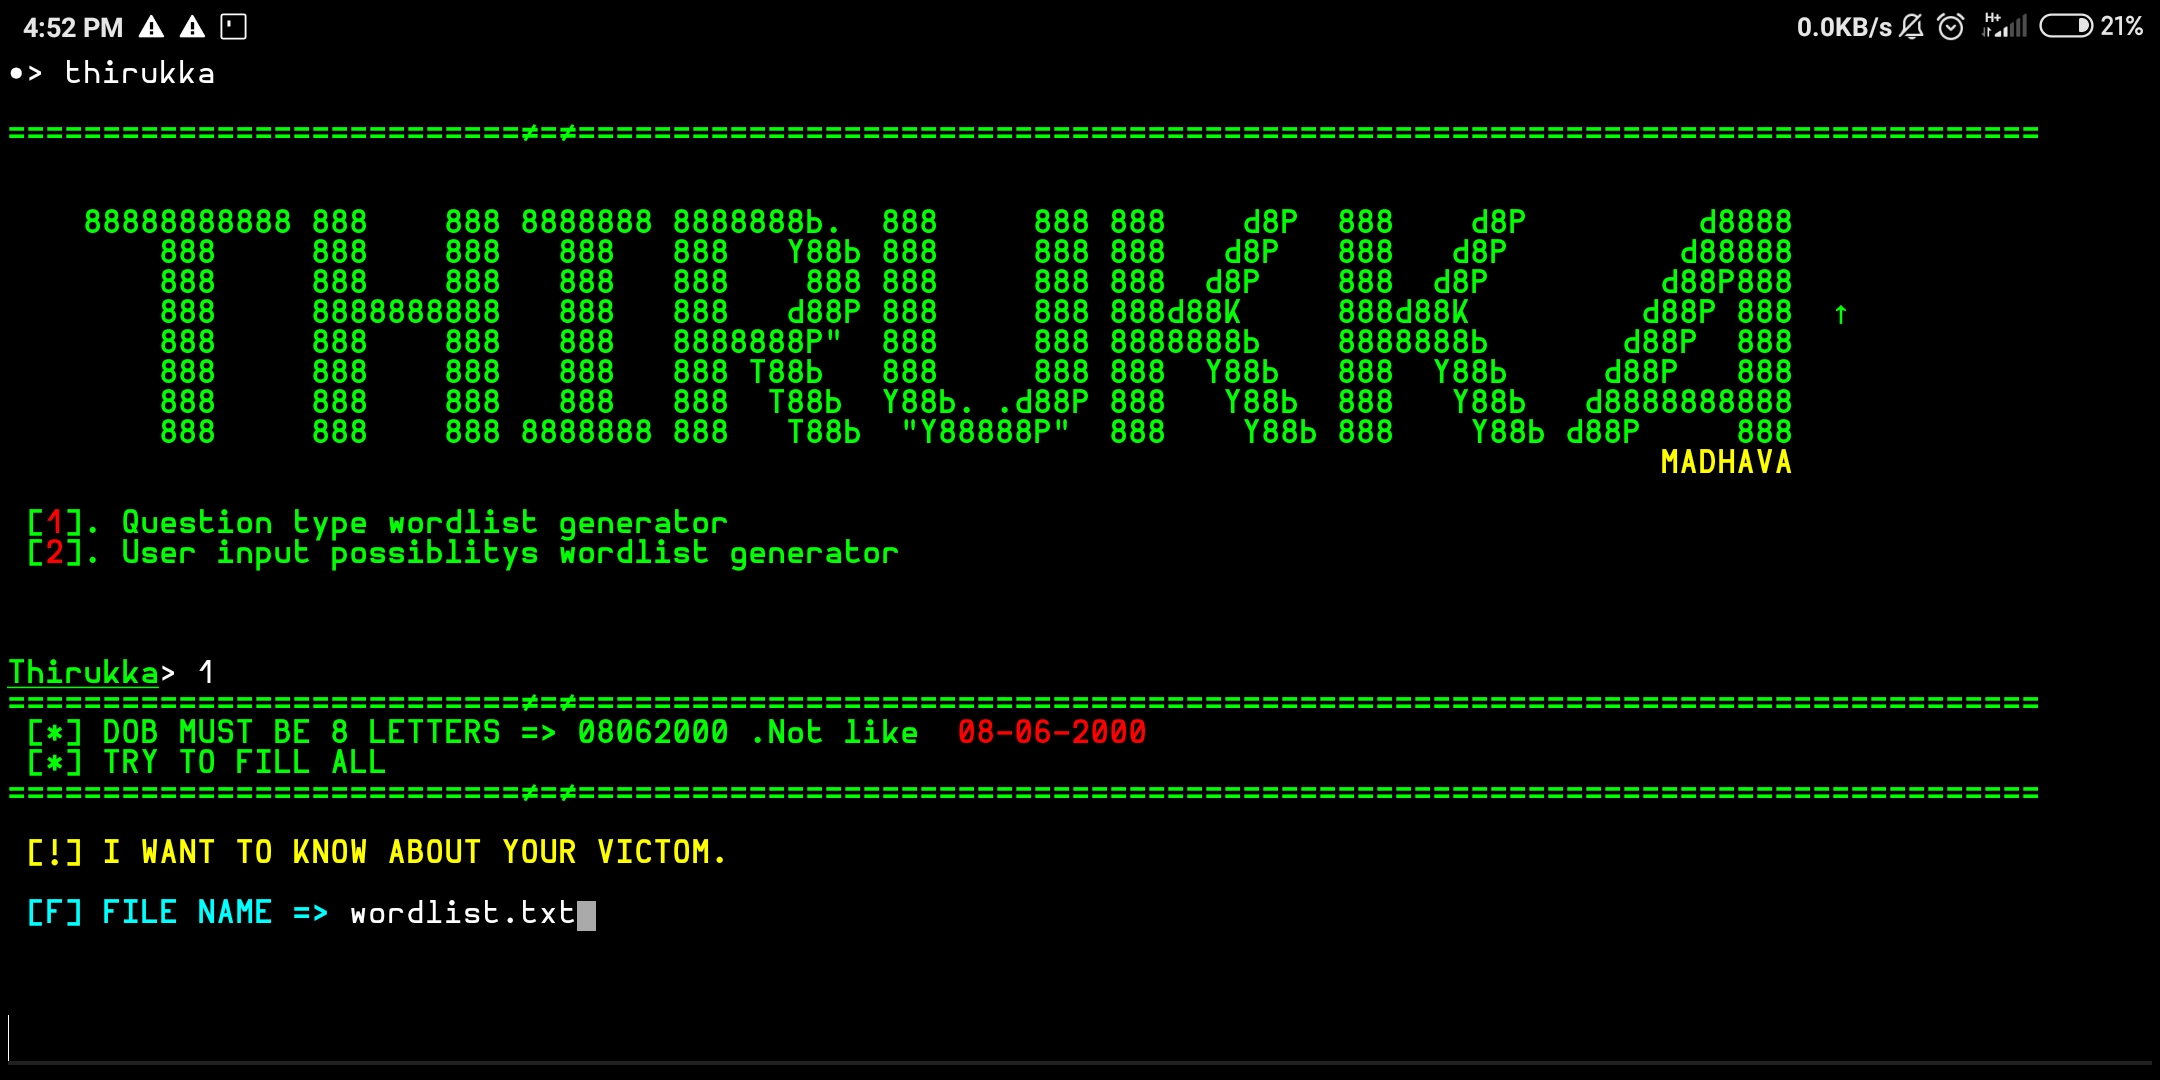 4:52 PM 0.0KB/s H+ 21%
•> thirukka
===========================≠=≠=============================================================================
88888888888 888    888 8888888 8888888b.  888     888 888    d8P  888    d8P        d8888
    888     888    888   888   888   Y88b 888     888 888   d8P   888   d8P        d88888
    888     888    888   888   888    888 888     888 888  d8P    888  d8P        d88P888
    888     8888888888   888   888   d88P 888     888 888d88K     888d88K        d88P 888  ↑
    888     888    888   888   8888888P"  888     888 8888888b    8888888b      d88P  888
    888     888    888   888   888 T88b   888     888 888  Y88b   888  Y88b    d88P   888
    888     888    888   888   888  T88b  Y88b. .d88P 888   Y88b  888   Y88b  d8888888888
    888     888    888 8888888 888   T88b  "Y88888P"  888    Y88b 888    Y88b d88P     888
MADHAVA
[1]. Question type wordlist generator
[2]. User input possiblitys wordlist generator
Thirukka> 1
===========================≠=≠=============================================================================
[*] DOB MUST BE 8 LETTERS => 08062000 .Not like  08-06-2000
[*] TRY TO FILL ALL
===========================≠=≠=============================================================================
[!] I WANT TO KNOW ABOUT YOUR VICTOM.
[F] FILE NAME => wordlist.txt